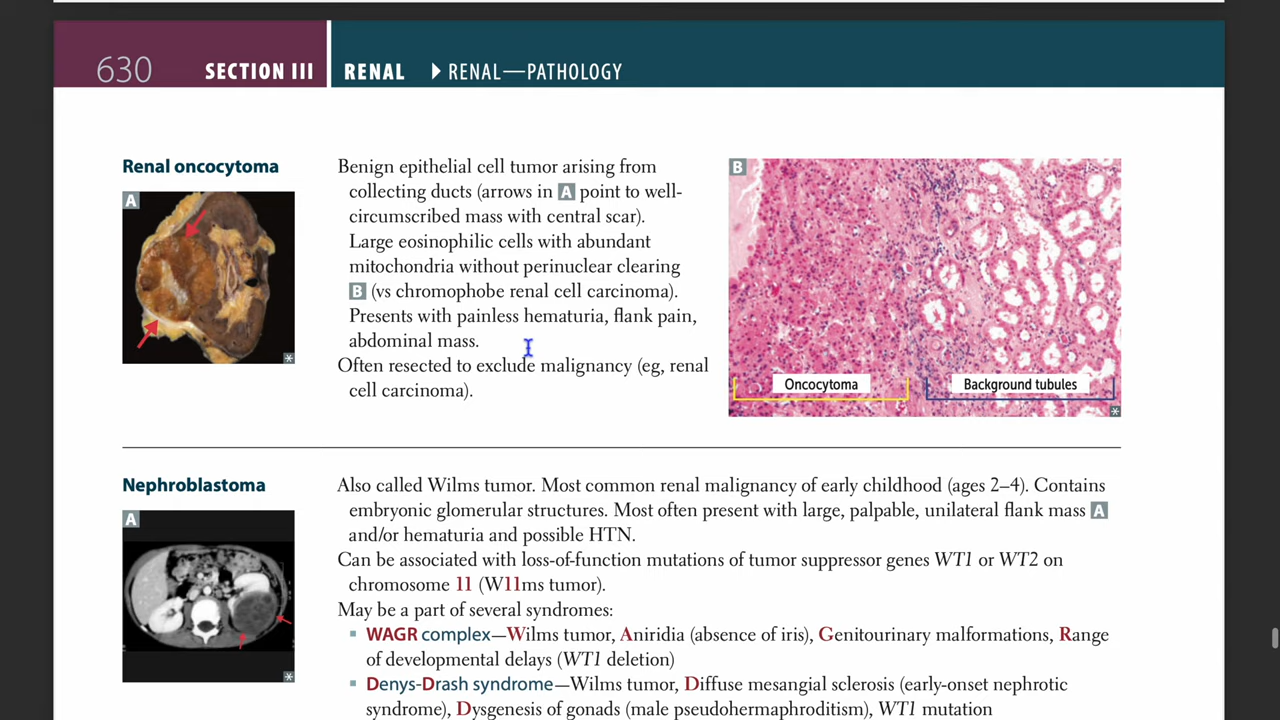 630 SECTION III RENAL ▶ RENAL—PATHOLOGY
Renal oncocytoma
A
Benign epithelial cell tumor arising from
collecting ducts (arrows in A point to well-
circumscribed mass with central scar).
Large eosinophilic cells with abundant
mitochondria without perinuclear clearing
B (vs chromophobe renal cell carcinoma).
Presents with painless hematuria, flank pain,
abdominal mass.
Often resected to exclude malignancy (eg, renal
cell carcinoma).
B
Oncocytoma
Background tubules
Nephroblastoma
A
Also called Wilms tumor. Most common renal malignancy of early childhood (ages 2–4). Contains
embryonic glomerular structures. Most often present with large, palpable, unilateral flank mass A
and/or hematuria and possible HTN.
Can be associated with loss-of-function mutations of tumor suppressor genes WT1 or WT2 on
chromosome 11 (W11ms tumor).
May be a part of several syndromes:
▪ WAGR complex—Wilms tumor, Aniridia (absence of iris), Genitourinary malformations, Range
of developmental delays (WT1 deletion)
▪ Denys-Drash syndrome—Wilms tumor, Diffuse mesangial sclerosis (early-onset nephrotic
syndrome), Dysgenesis of gonads (male pseudohermaphroditism), WT1 mutation